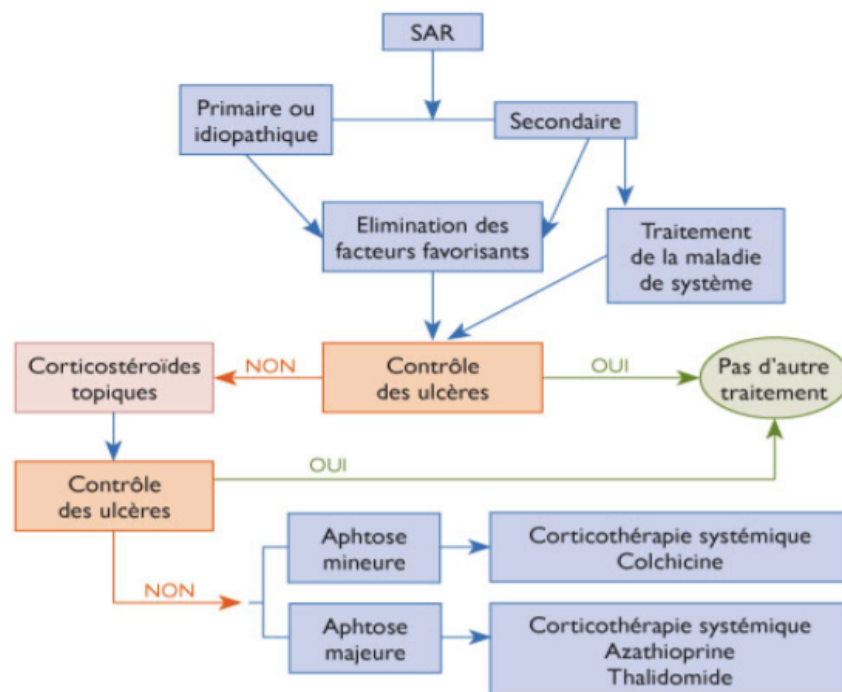 SAR
Primaire ou
idiopathique
Secondaire
Elimination des
facteurs favorisants
Traitement
de la maladie
de système
Corticostéroïdes
topiques
NON
Contrôle
des ulcères
OUI
Pas d'autre
traitement
Contrôle
des ulcères
OUI
NON
Aphtose
mineure
Corticothérapie systémique
Colchicine
Aphtose
majeure
Corticothérapie systémique
Azathioprine
Thalidomide